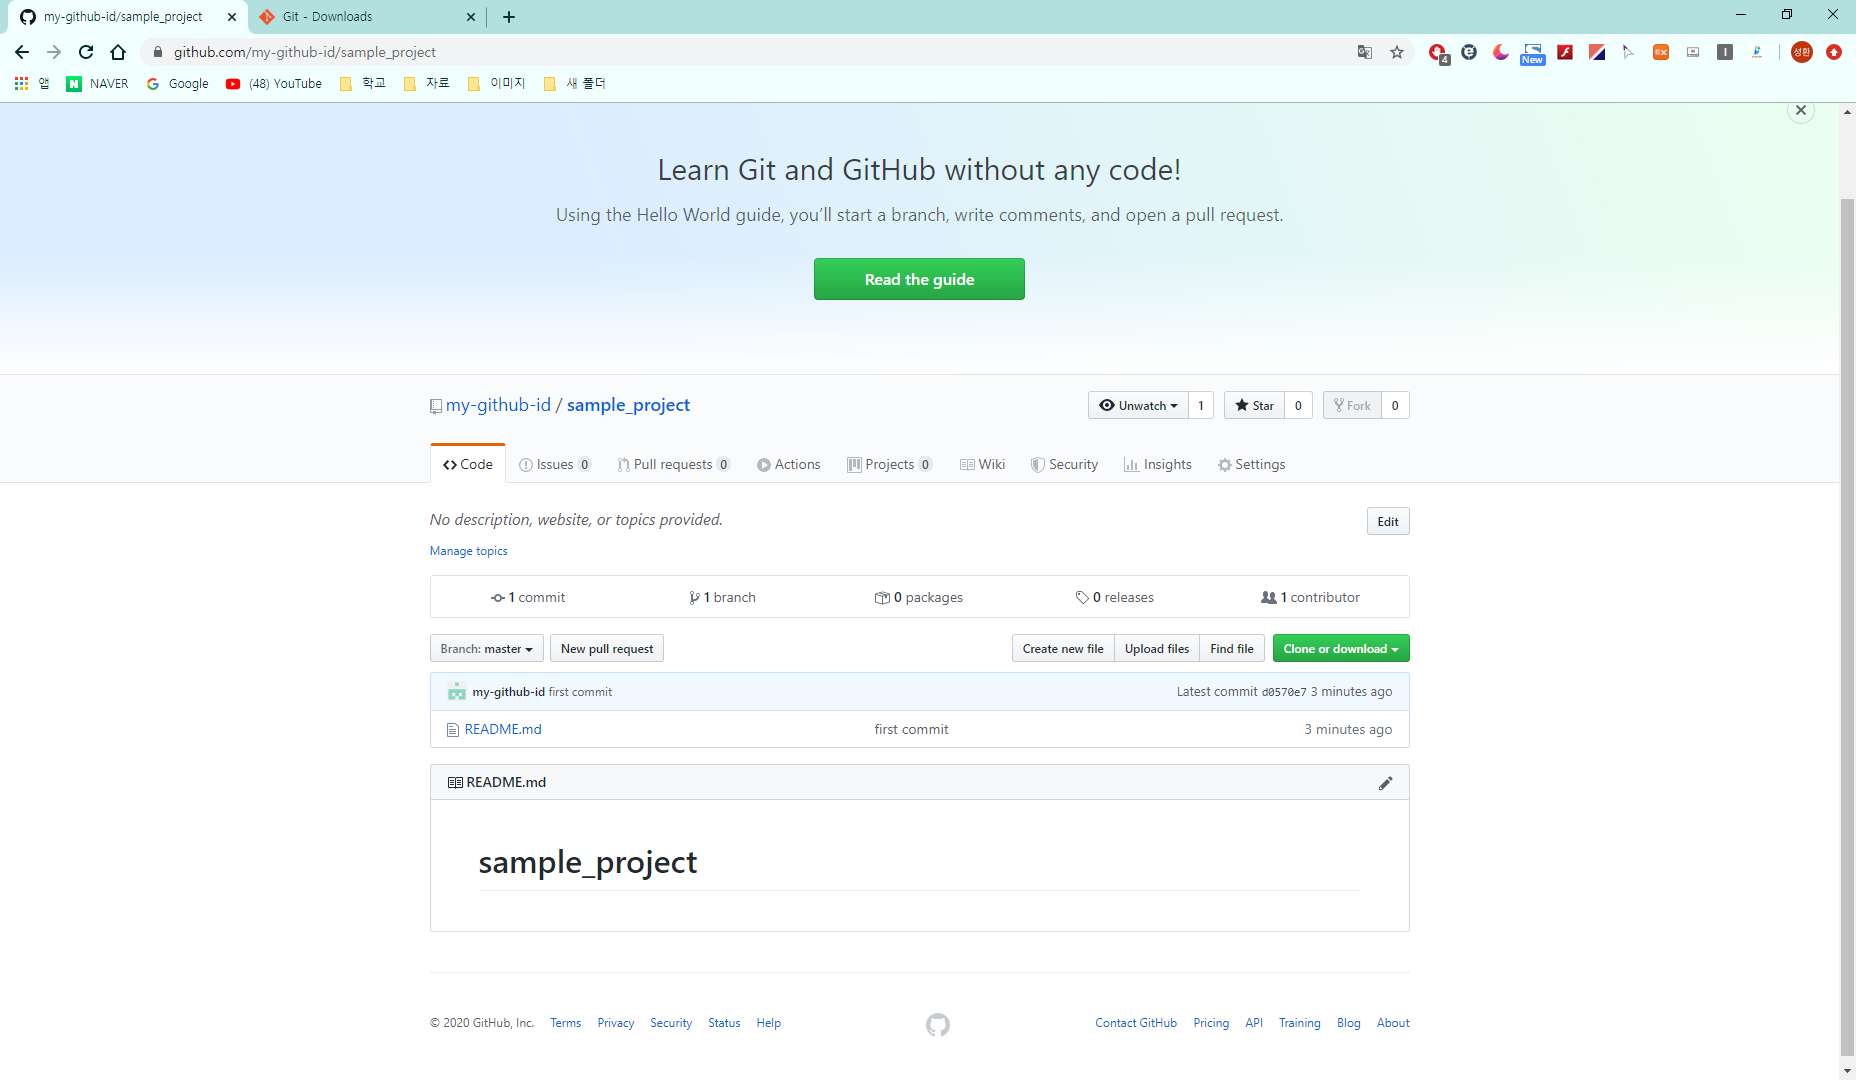 my-github-id/sample_project
Git - Downloads
github.com/my-github-id/sample_project
4
New
EX
I
성환
앱
NAVER
Google
(48) YouTube
학교
자료
이미지
새 폴더
Learn Git and GitHub without any code!
Using the Hello World guide, you’ll start a branch, write comments, and open a pull request.
Read the guide
my-github-id / sample_project
Unwatch 1
Star 0
Fork 0
Code
Issues 0
Pull requests 0
Actions
Projects 0
Wiki
Security
Insights
Settings
No description, website, or topics provided.
Edit
Manage topics
1 commit
1 branch
0 packages
0 releases
1 contributor
Branch: master
New pull request
Create new file
Upload files
Find file
Clone or download
my-github-id first commit
Latest commit d0570e7 3 minutes ago
README.md
first commit
3 minutes ago
README.md
sample_project
© 2020 GitHub, Inc.
Terms
Privacy
Security
Status
Help
Contact GitHub
Pricing
API
Training
Blog
About